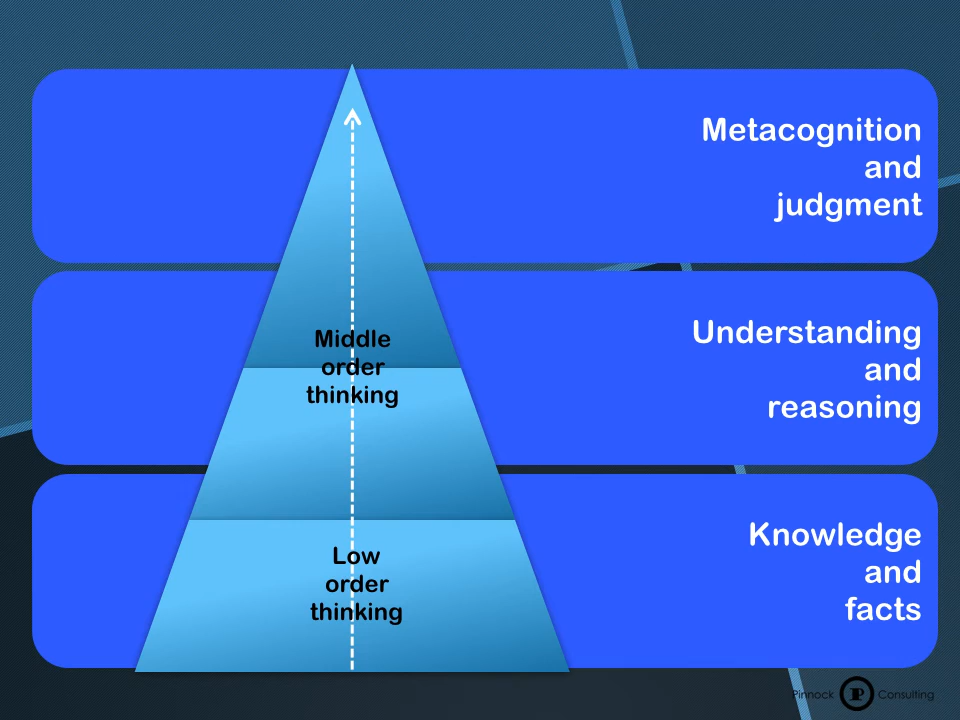 Metacognition
and
judgment
Middle
order
thinking
Understanding
and
reasoning
Low
order
thinking
Knowledge
and
facts
Pinnock P Consulting